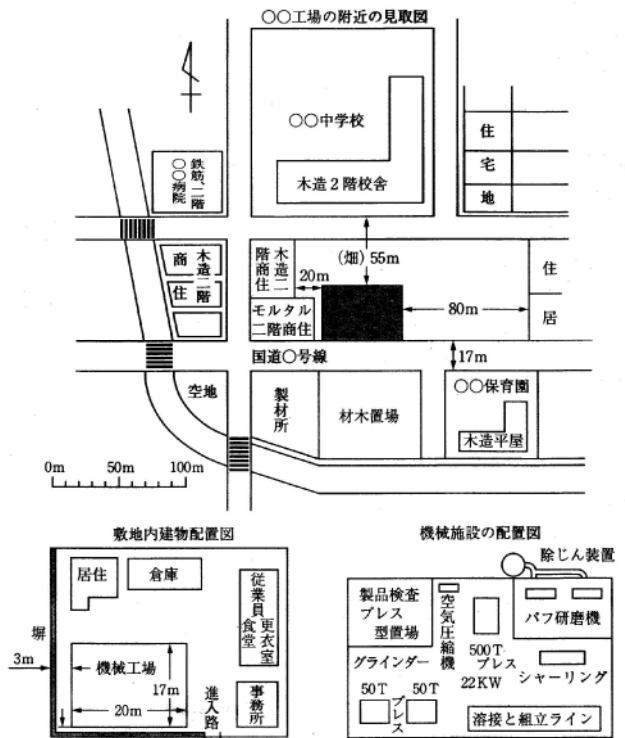 〇〇工場の附近の見取図
〇〇中学校
木造2階校舎
住
宅
地
鉄筋、二階
〇〇病院
商
住
木造二階
木造二
階商住
20m
(畑) 55m
モルタル
二階商住
80m
住
居
国道〇号線
17m
空地
製材所
材木置場
〇〇保育園
木造平屋
0m 50m 100m
敷地内建物配置図
居住
倉庫
従業員
更衣室
食堂
塀
3m
機械工場
17m
20m
進入路
事務所
機械施設の配置図
除じん装置
製品検査
プレス
型置場
空気圧縮機
バフ研磨機
500T
プレス
22KW
グラインダー
シャーリング
50T
プレス
50T
溶接と組立ライン